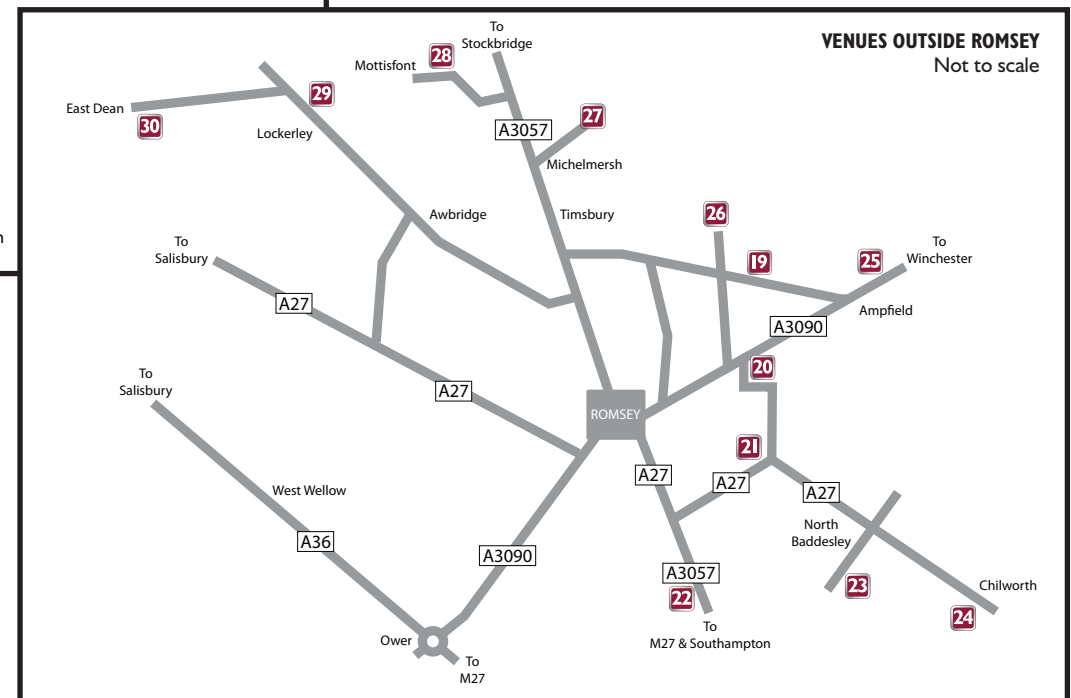 VENUES OUTSIDE ROMSEY
Not to scale
To
Stockbridge
28
Mottisfont
29
East Dean
30
Lockerley
A3057
27
Michelmersh
Awbridge
Timsbury
26
To
Salisbury
19
25
To
Winchester
A27
Ampfield
A3090
To
Salisbury
A27
20
ROMSEY
21
A27
A27
A27
West Wellow
North
Baddesley
A36
A3090
A3057
22
23
Chilworth
24
To
M27 & Southampton
Ower
To
M27
n